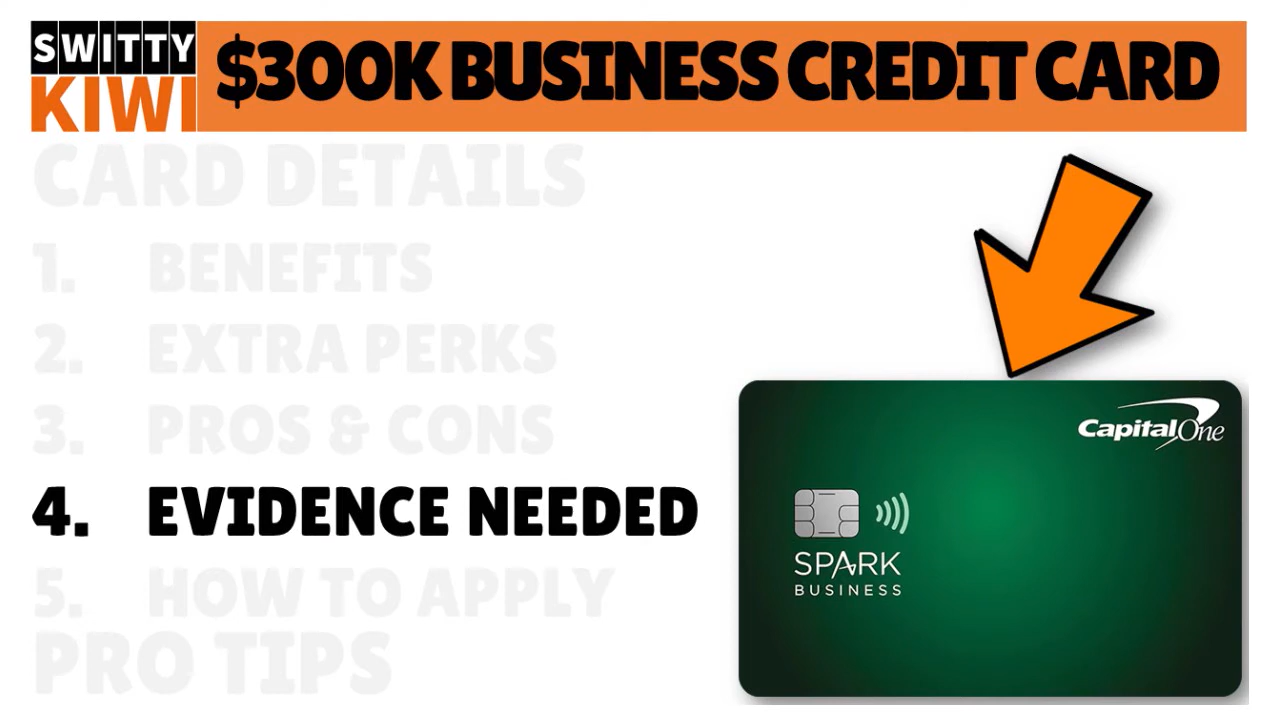 SWITTY
KIWI
$300K BUSINESS CREDIT CARD
CARD DETAILS
1. BENEFITS
2. EXTRA PERKS
3. PROS & CONS
4. EVIDENCE NEEDED
5. HOW TO APPLY
PRO TIPS
Capital One
SPARK
BUSINESS